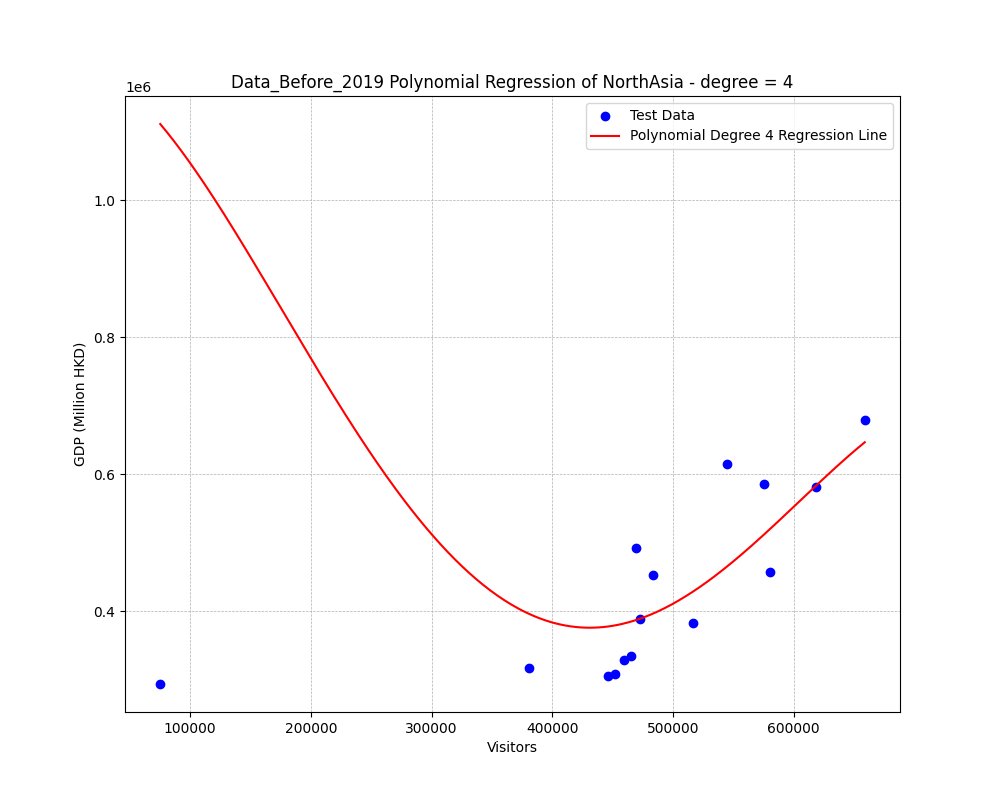 Data_Before_2019 Polynomial Regression of NorthAsia - degree = 4
1e6
Test Data
Polynomial Degree 4 Regression Line
1.0
0.8
0.6
0.4
GDP (Million HKD)
100000 200000 300000 400000 500000 600000
Visitors